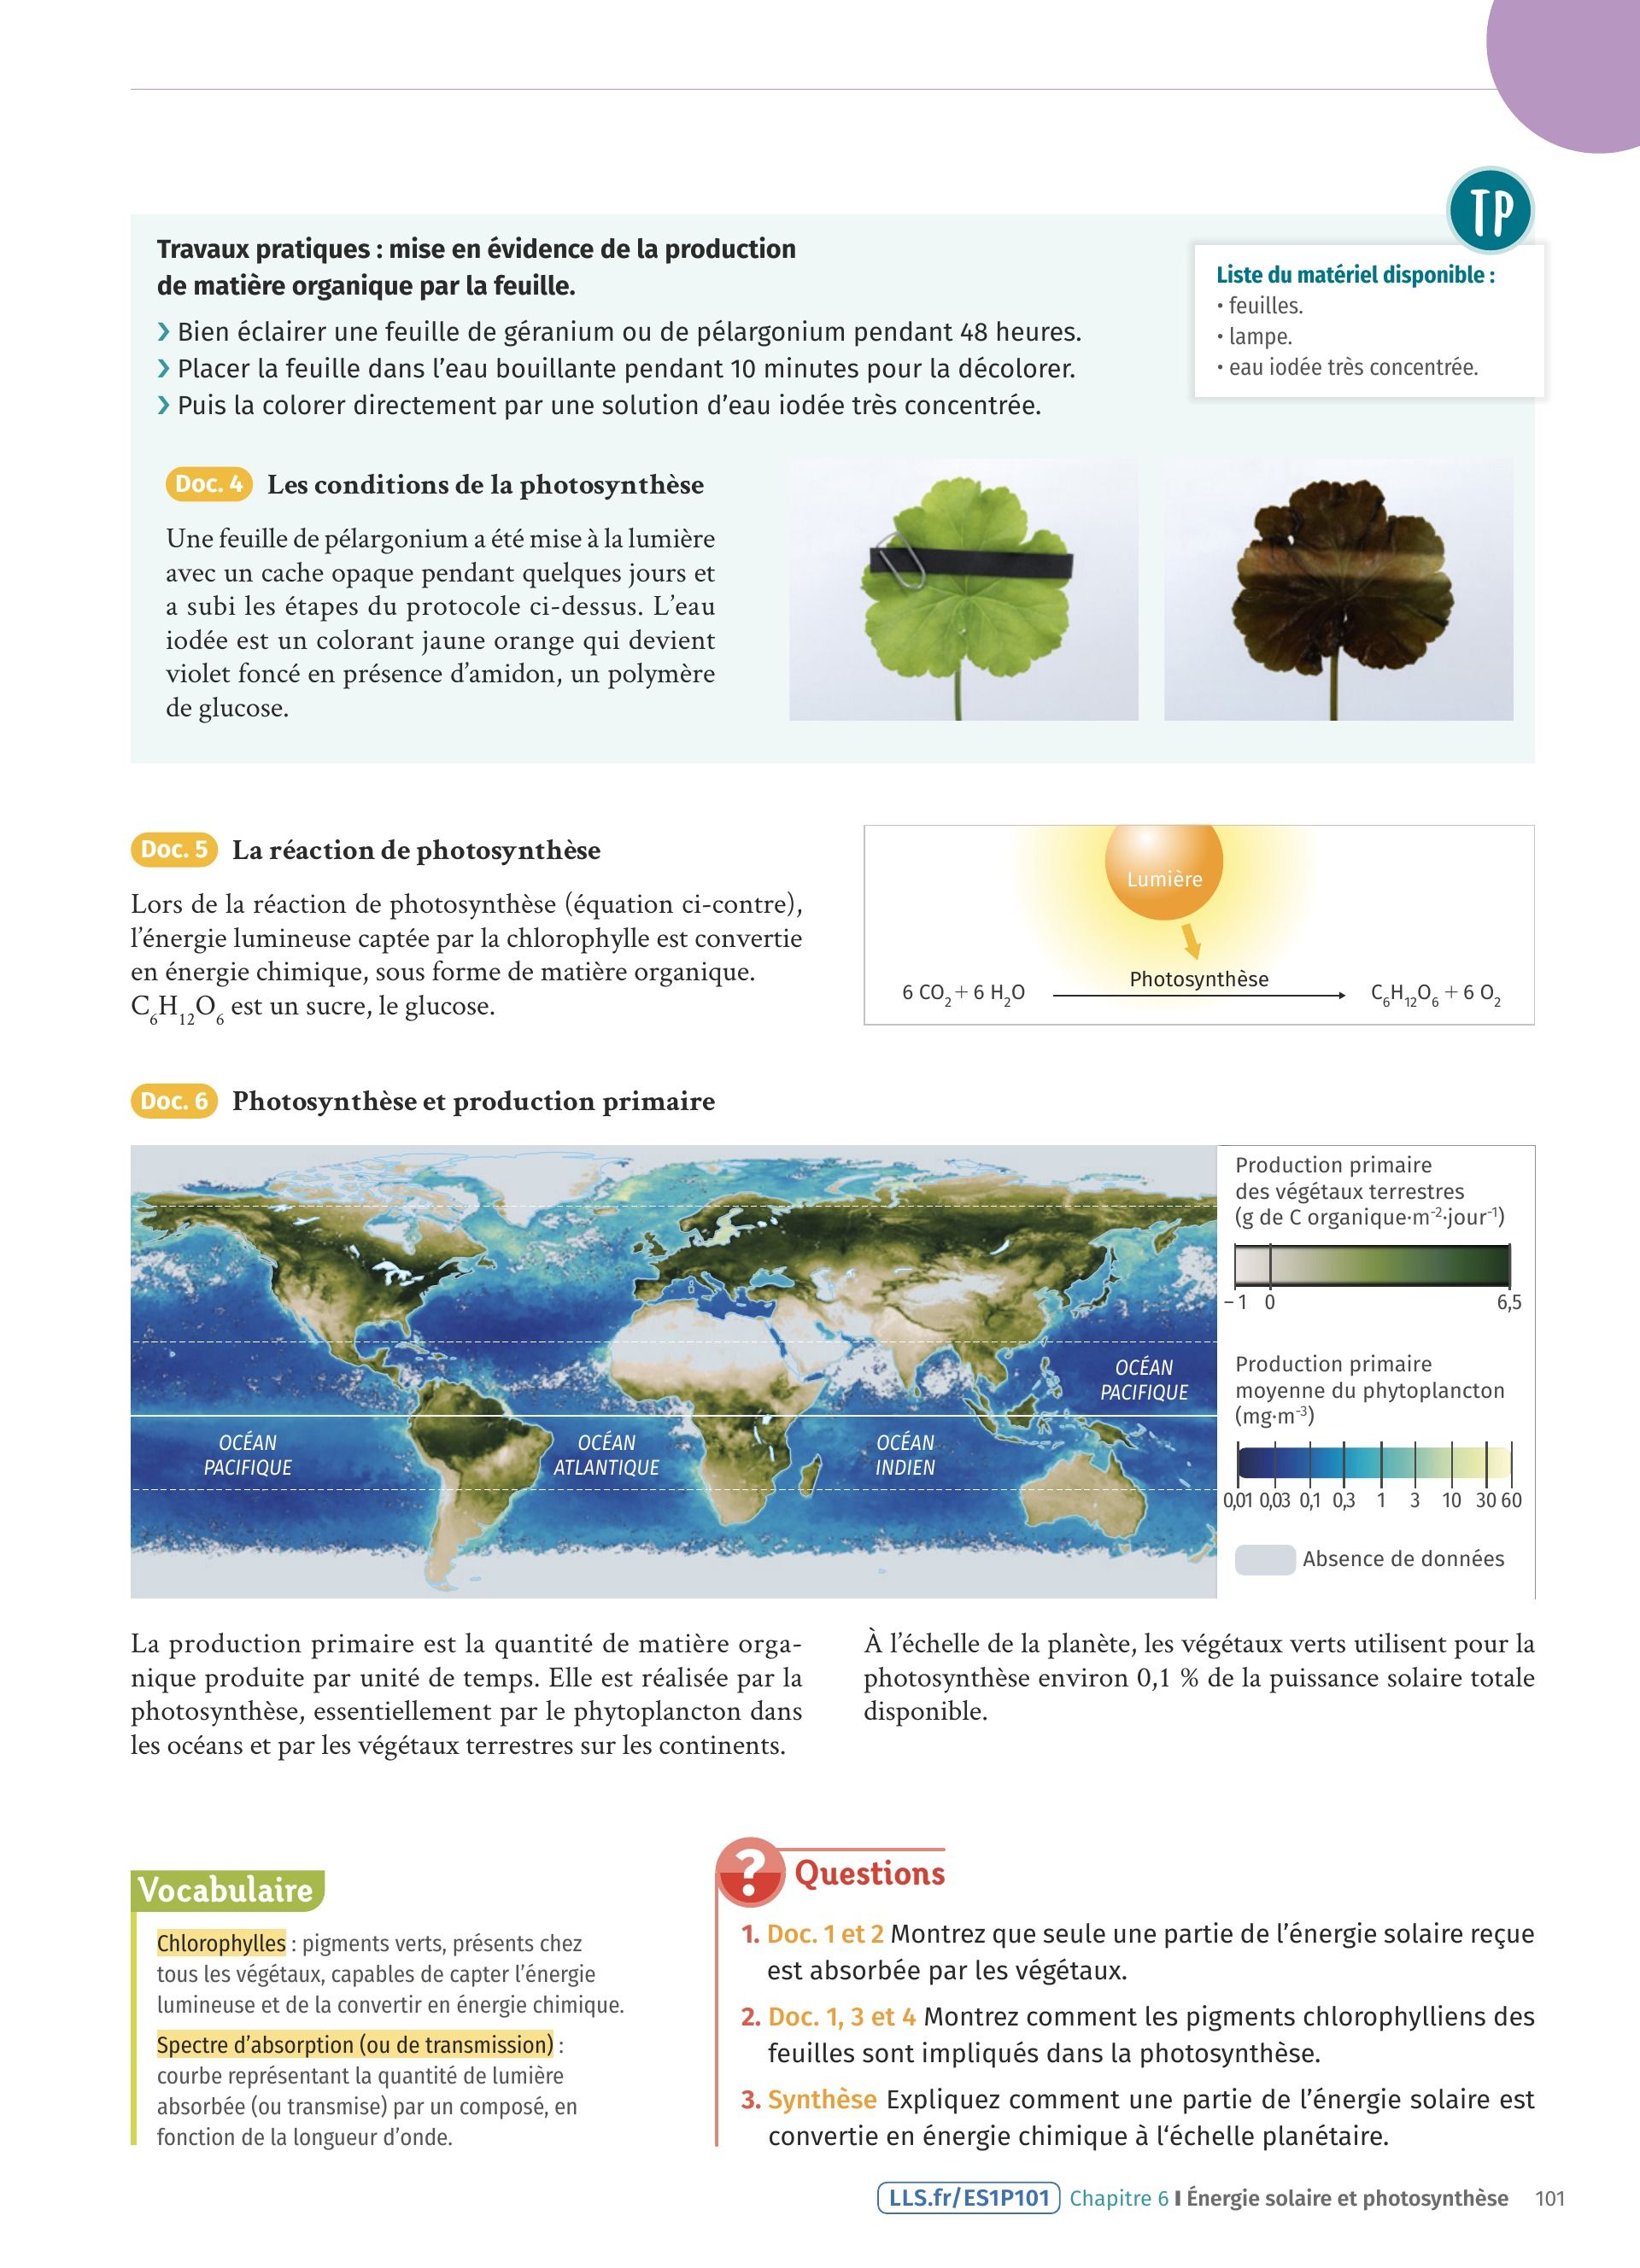 TP
Travaux pratiques : mise en évidence de la production
de matière organique par la feuille.
› Bien éclairer une feuille de géranium ou de pélargonium pendant 48 heures.
› Placer la feuille dans l’eau bouillante pendant 10 minutes pour la décolorer.
› Puis la colorer directement par une solution d’eau iodée très concentrée.
Liste du matériel disponible :
• feuilles.
• lampe.
• eau iodée très concentrée.
Doc. 4 Les conditions de la photosynthèse
Une feuille de pélargonium a été mise à la lumière
avec un cache opaque pendant quelques jours et
a subi les étapes du protocole ci-dessus. L’eau
iodée est un colorant jaune orange qui devient
violet foncé en présence d’amidon, un polymère
de glucose.
Doc. 5 La réaction de photosynthèse
Lors de la réaction de photosynthèse (équation ci-contre),
l’énergie lumineuse captée par la chlorophylle est convertie
en énergie chimique, sous forme de matière organique.
C₆H₁₂O₆ est un sucre, le glucose.
Lumière
Photosynthèse
6 CO₂ + 6 H₂O
C₆H₁₂O₆ + 6 O₂
Doc. 6 Photosynthèse et production primaire
OCÉAN
PACIFIQUE
OCÉAN
PACIFIQUE
OCÉAN
ATLANTIQUE
OCÉAN
INDIEN
Production primaire
des végétaux terrestres
(g de C organique·m⁻²·jour⁻¹)
– 1 0 6,5
Production primaire
moyenne du phytoplancton
(mg·m⁻³)
0,01 0,03 0,1 0,3 1 3 10 30 60
Absence de données
La production primaire est la quantité de matière orga-
nique produite par unité de temps. Elle est réalisée par la
photosynthèse, essentiellement par le phytoplancton dans
les océans et par les végétaux terrestres sur les continents.
À l’échelle de la planète, les végétaux verts utilisent pour la
photosynthèse environ 0,1 % de la puissance solaire totale
disponible.
Vocabulaire
Chlorophylles : pigments verts, présents chez
tous les végétaux, capables de capter l’énergie
lumineuse et de la convertir en énergie chimique.
Spectre d’absorption (ou de transmission) :
courbe représentant la quantité de lumière
absorbée (ou transmise) par un composé, en
fonction de la longueur d’onde.
? Questions
1. Doc. 1 et 2 Montrez que seule une partie de l’énergie solaire reçue
est absorbée par les végétaux.
2. Doc. 1, 3 et 4 Montrez comment les pigments chlorophylliens des
feuilles sont impliqués dans la photosynthèse.
3. Synthèse Expliquez comment une partie de l’énergie solaire est
convertie en énergie chimique à l‘échelle planétaire.
LLS.fr/ES1P101 Chapitre 6 I Énergie solaire et photosynthèse 101